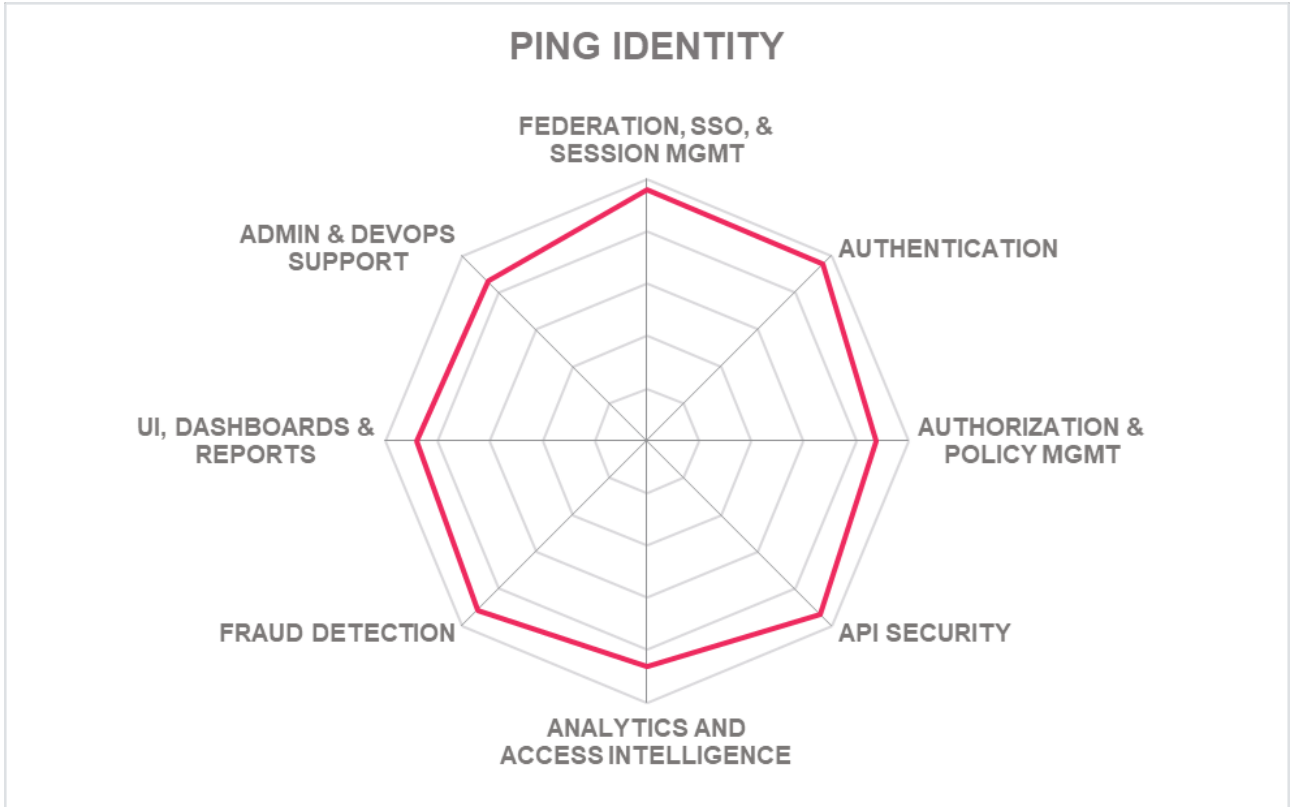 PING IDENTITY
FEDERATION, SSO, &
SESSION MGMT
AUTHENTICATION
AUTHORIZATION &
POLICY MGMT
API SECURITY
ANALYTICS AND
ACCESS INTELLIGENCE
FRAUD DETECTION
UI, DASHBOARDS &
REPORTS
ADMIN & DEVOPS
SUPPORT